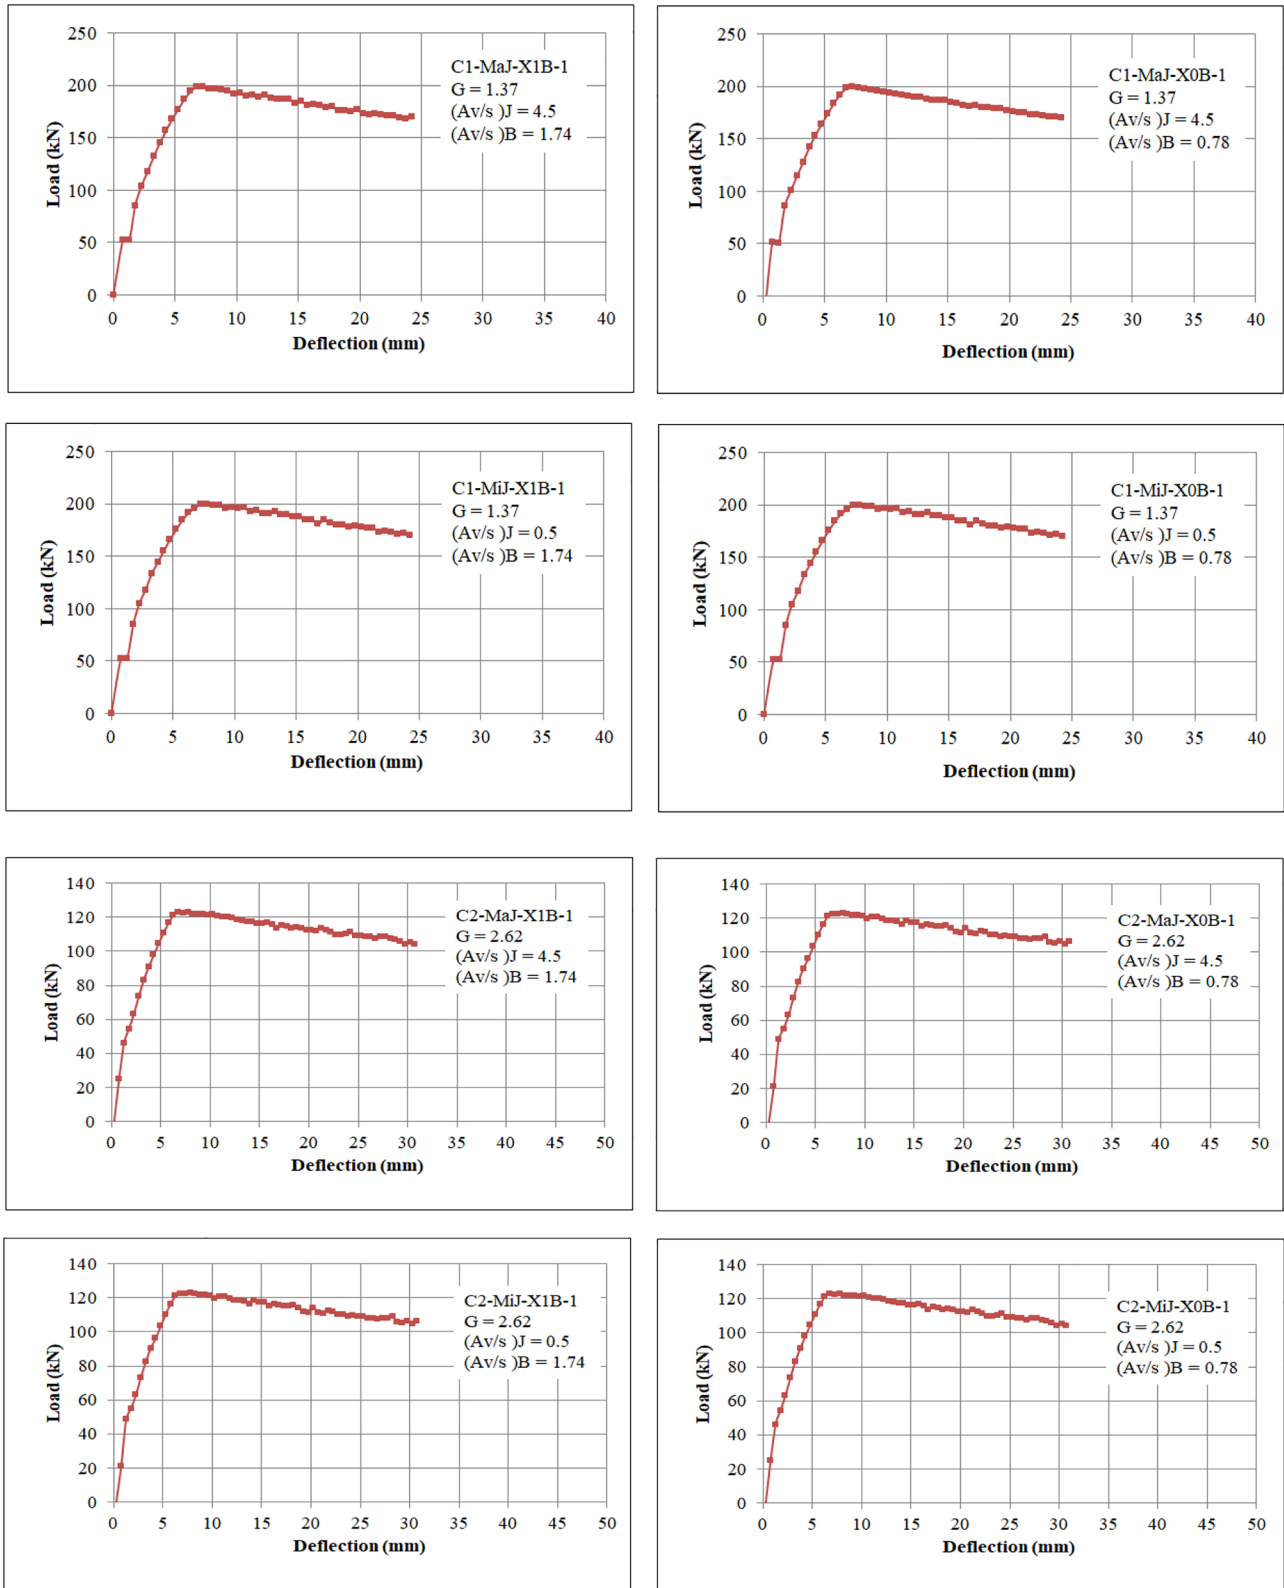 250
200
150
100
50
0
Load (kN)
C1-MaJ-X1B-1
G = 1.37
(Av/s )J = 4.5
(Av/s )B = 1.74
0 5 10 15 20 25 30 35 40
Deflection (mm)
250
200
150
100
50
0
Load (kN)
C1-MaJ-X0B-1
G = 1.37
(Av/s )J = 4.5
(Av/s )B = 0.78
0 5 10 15 20 25 30 35 40
Deflection (mm)
250
200
150
100
50
0
Load (kN)
C1-MiJ-X1B-1
G = 1.37
(Av/s )J = 0.5
(Av/s )B = 1.74
0 5 10 15 20 25 30 35 40
Deflection (mm)
250
200
150
100
50
0
Load (kN)
C1-MiJ-X0B-1
G = 1.37
(Av/s )J = 0.5
(Av/s )B = 0.78
0 5 10 15 20 25 30 35 40
Deflection (mm)
140
120
100
80
60
40
20
0
Load (kN)
C2-MaJ-X1B-1
G = 2.62
(Av/s )J = 4.5
(Av/s )B = 1.74
0 5 10 15 20 25 30 35 40 45 50
Deflection (mm)
140
120
100
80
60
40
20
0
Load (kN)
C2-MaJ-X0B-1
G = 2.62
(Av/s )J = 4.5
(Av/s )B = 0.78
0 5 10 15 20 25 30 35 40 45 50
Deflection (mm)
140
120
100
80
60
40
20
0
Load (kN)
C2-MiJ-X1B-1
G = 2.62
(Av/s )J = 0.5
(Av/s )B = 1.74
0 5 10 15 20 25 30 35 40 45 50
Deflection (mm)
140
120
100
80
60
40
20
0
Load (kN)
C2-MiJ-X0B-1
G = 2.62
(Av/s )J = 0.5
(Av/s )B = 0.78
0 5 10 15 20 25 30 35 40 45 50
Deflection (mm)